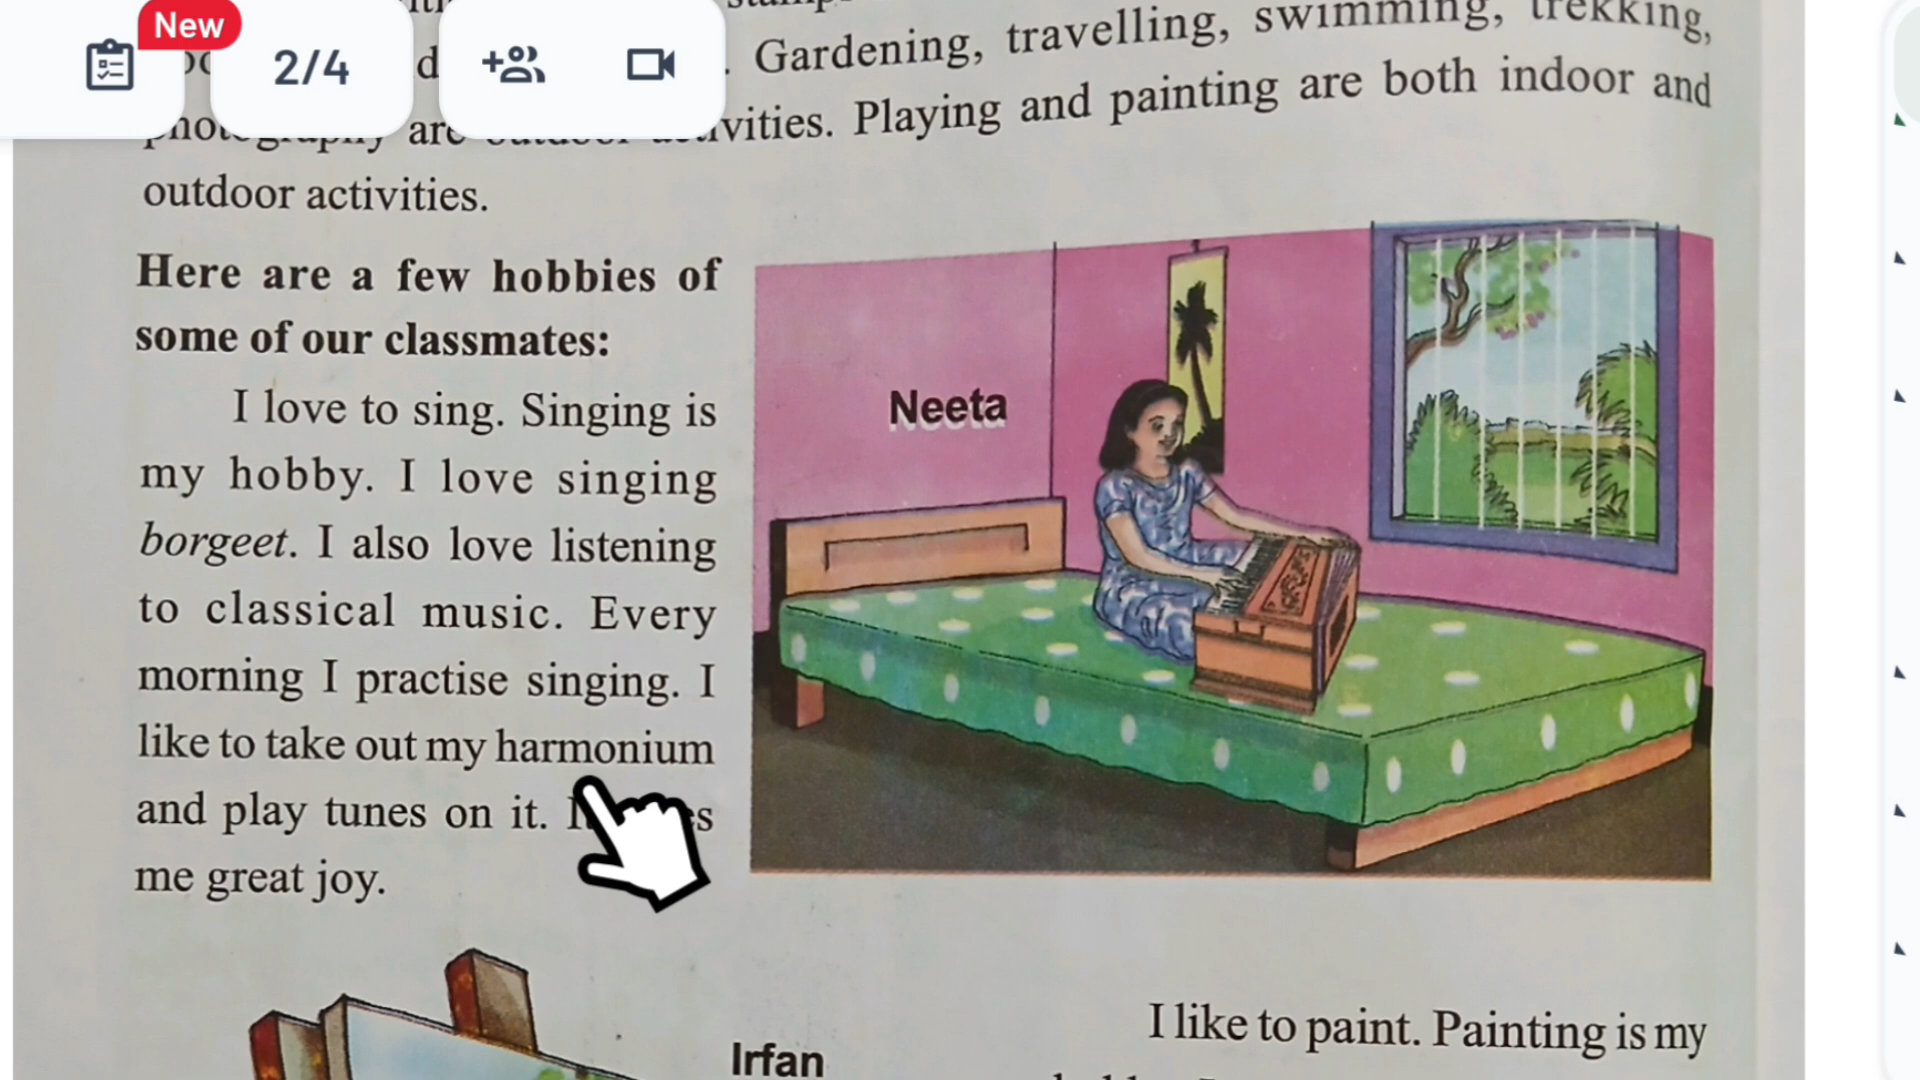 New
2/4
Gardening, travelling, swimming, trekking,
photography are outdoor activities. Playing and painting are both indoor and
outdoor activities.
Here are a few hobbies of
some of our classmates:
I love to sing. Singing is
my hobby. I love singing
borgeet. I also love listening
to classical music. Every
morning I practise singing. I
like to take out my harmonium
and play tunes on it.
me great joy.
Neeta
Irfan
I like to paint. Painting is my